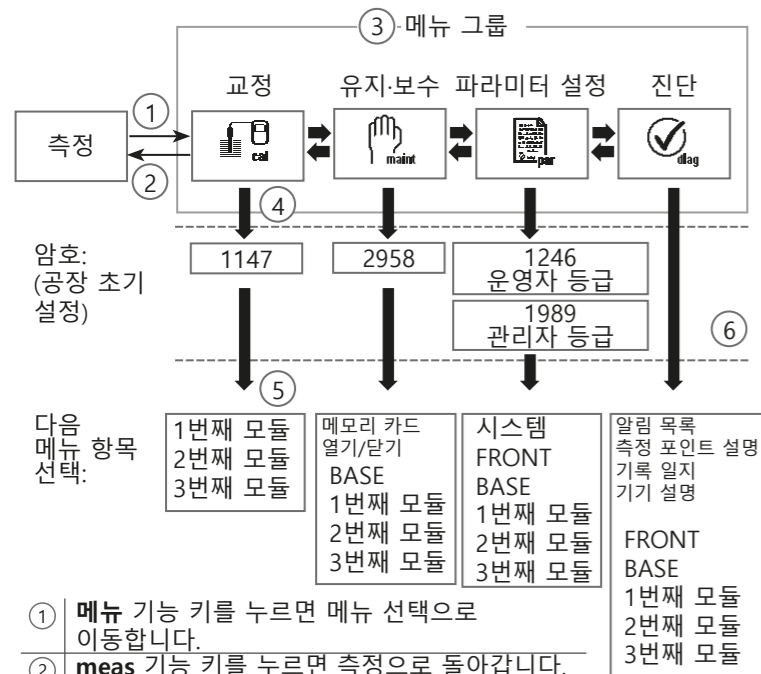 ③ 메뉴 그룹
교정 유지·보수 파라미터 설정 진단
측정
①
②
cal maint par diag
④
암호:
(공장 초기
설정)
1147 2958 1246
운영자 등급
1989
관리자 등급
⑥
⑤
다음
메뉴 항목
선택:
1번째 모듈
2번째 모듈
3번째 모듈
메모리 카드
열기/닫기
BASE
1번째 모듈
2번째 모듈
3번째 모듈
시스템
FRONT
BASE
1번째 모듈
2번째 모듈
3번째 모듈
알림 목록
측정 포인트 설명
기록 일지
기기 설명
FRONT
BASE
1번째 모듈
2번째 모듈
3번째 모듈
① 메뉴 기능 키를 누르면 메뉴 선택으로
이동합니다.
② meas 기능 키를 누르면 측정으로 돌아갑니다.